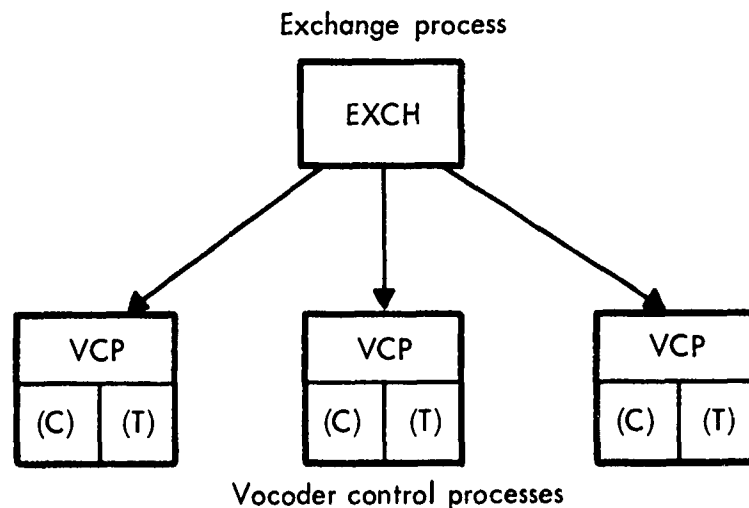 Exchange process
EXCH
VCP VCP VCP
(C) (T) (C) (T) (C) (T)
Vocoder control processes